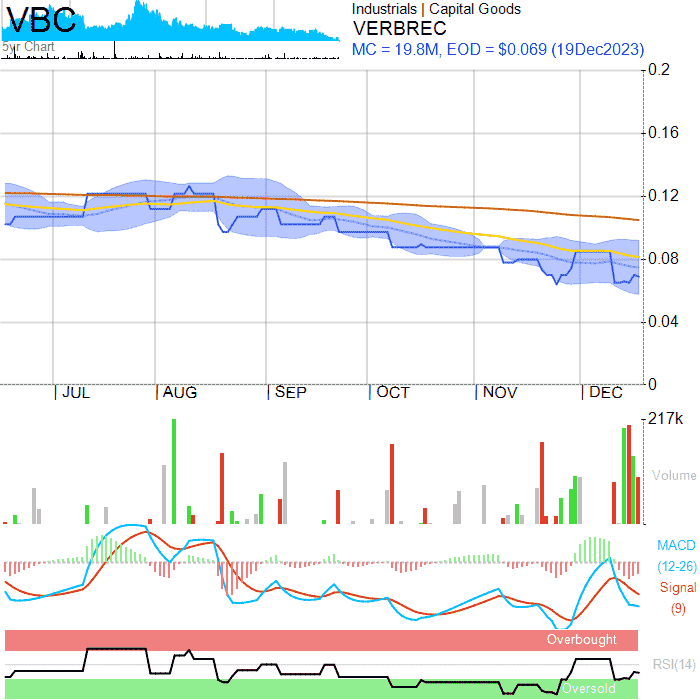 VBC
5yr Chart
Industrials | Capital Goods
VERBREC
MC = 19.8M, EOD = $0.069 (19Dec2023)
0.2
0.16
0.12
0.08
0.04
0
JUL AUG SEP OCT NOV DEC
217k
Volume
MACD
(12-26)
Signal
(9)
Overbought
RSI(14)
Oversold